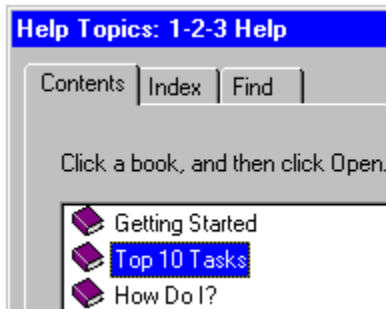 Help Topics: 1-2-3 Help
Contents Index Find
Click a book, and then click Open.
Getting Started
Top 10 Tasks
How Do I?